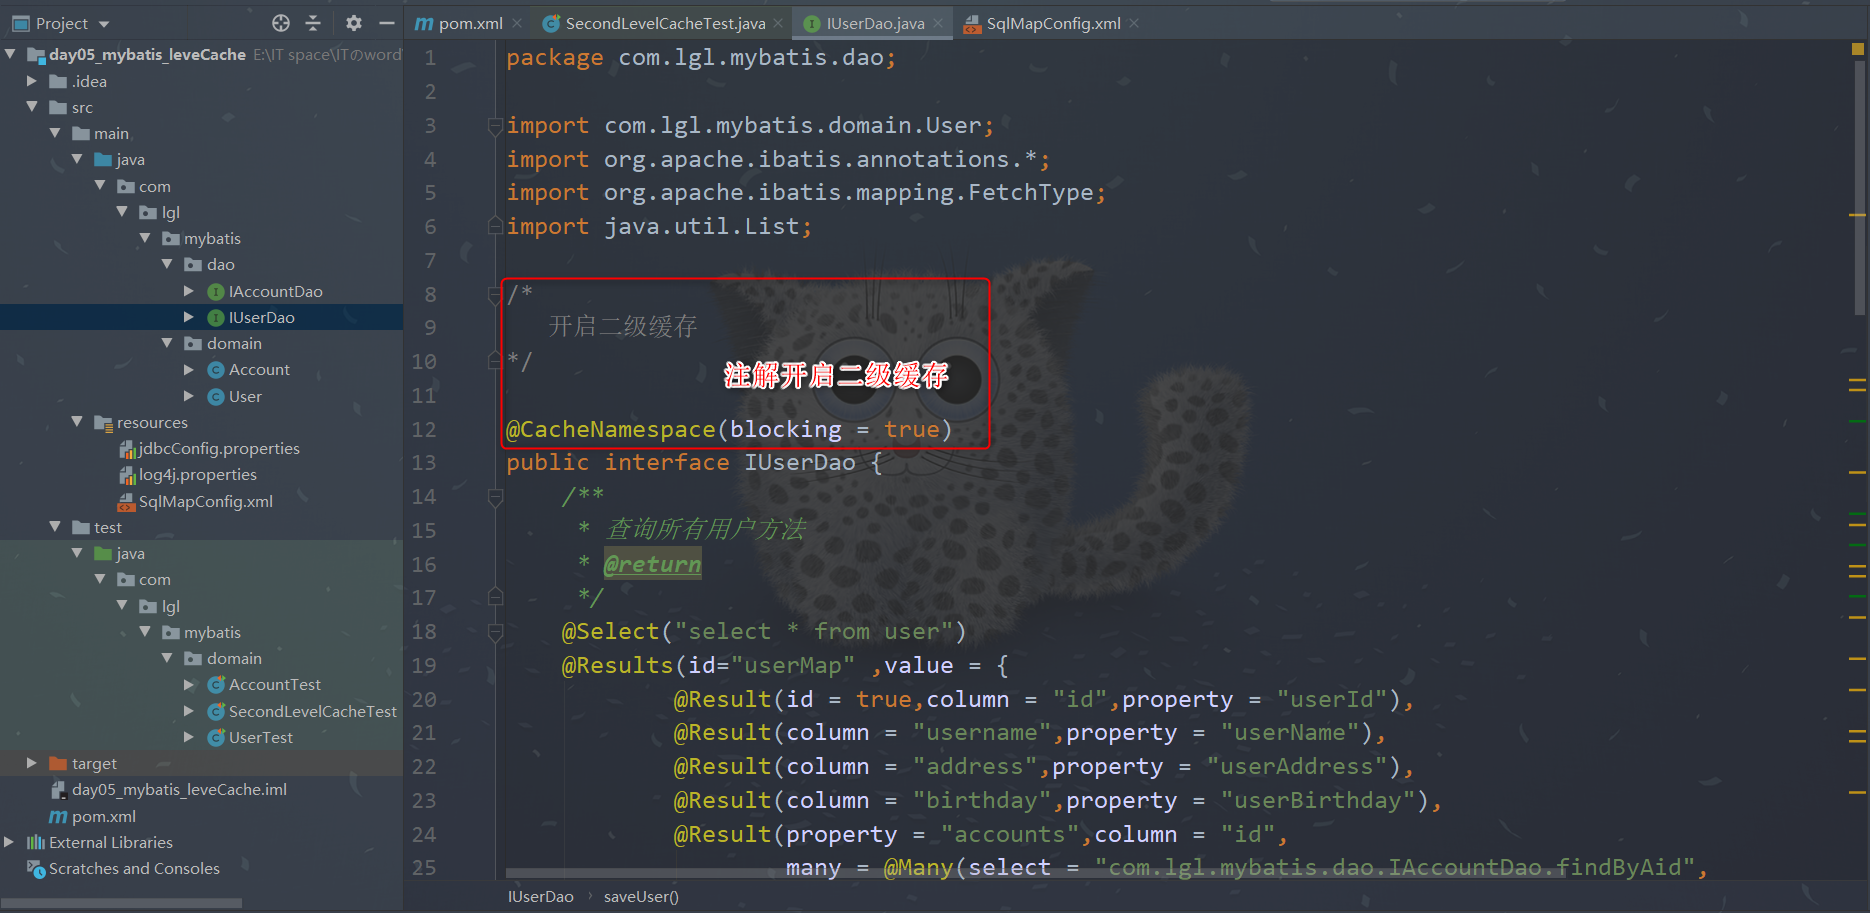 Project
pom.xml
SecondLevelCacheTest.java
IUserDao.java
SqlMapConfig.xml
day05_mybatis_leveCache E:\IT space\ITのword
.idea
src
main
java
com
lgl
mybatis
dao
IAccountDao
IUserDao
domain
Account
User
resources
jdbcConfig.properties
log4j.properties
SqlMapConfig.xml
test
java
com
lgl
mybatis
domain
AccountTest
SecondLevelCacheTest
UserTest
target
day05_mybatis_leveCache.iml
pom.xml
External Libraries
Scratches and Consoles
1 package com.lgl.mybatis.dao;
2
3 import com.lgl.mybatis.domain.User;
4 import org.apache.ibatis.annotations.*;
5 import org.apache.ibatis.mapping.FetchType;
6 import java.util.List;
7
8 /*
9 开启二级缓存
10 */
注解开启二级缓存
11
12 @CacheNamespace(blocking = true)
13 public interface IUserDao {
14 /**
15 * 查询所有用户方法
16 * @return
17 */
18 @Select("select * from user")
19 @Results(id="userMap" ,value = {
20 @Result(id = true,column = "id",property = "userId"),
21 @Result(column = "username",property = "userName"),
22 @Result(column = "address",property = "userAddress"),
23 @Result(column = "birthday",property = "userBirthday"),
24 @Result(property = "accounts",column = "id",
25 many = @Many(select = "com.lgl.mybatis.dao.IAccountDao.findByAid",
IUserDao › saveUser()